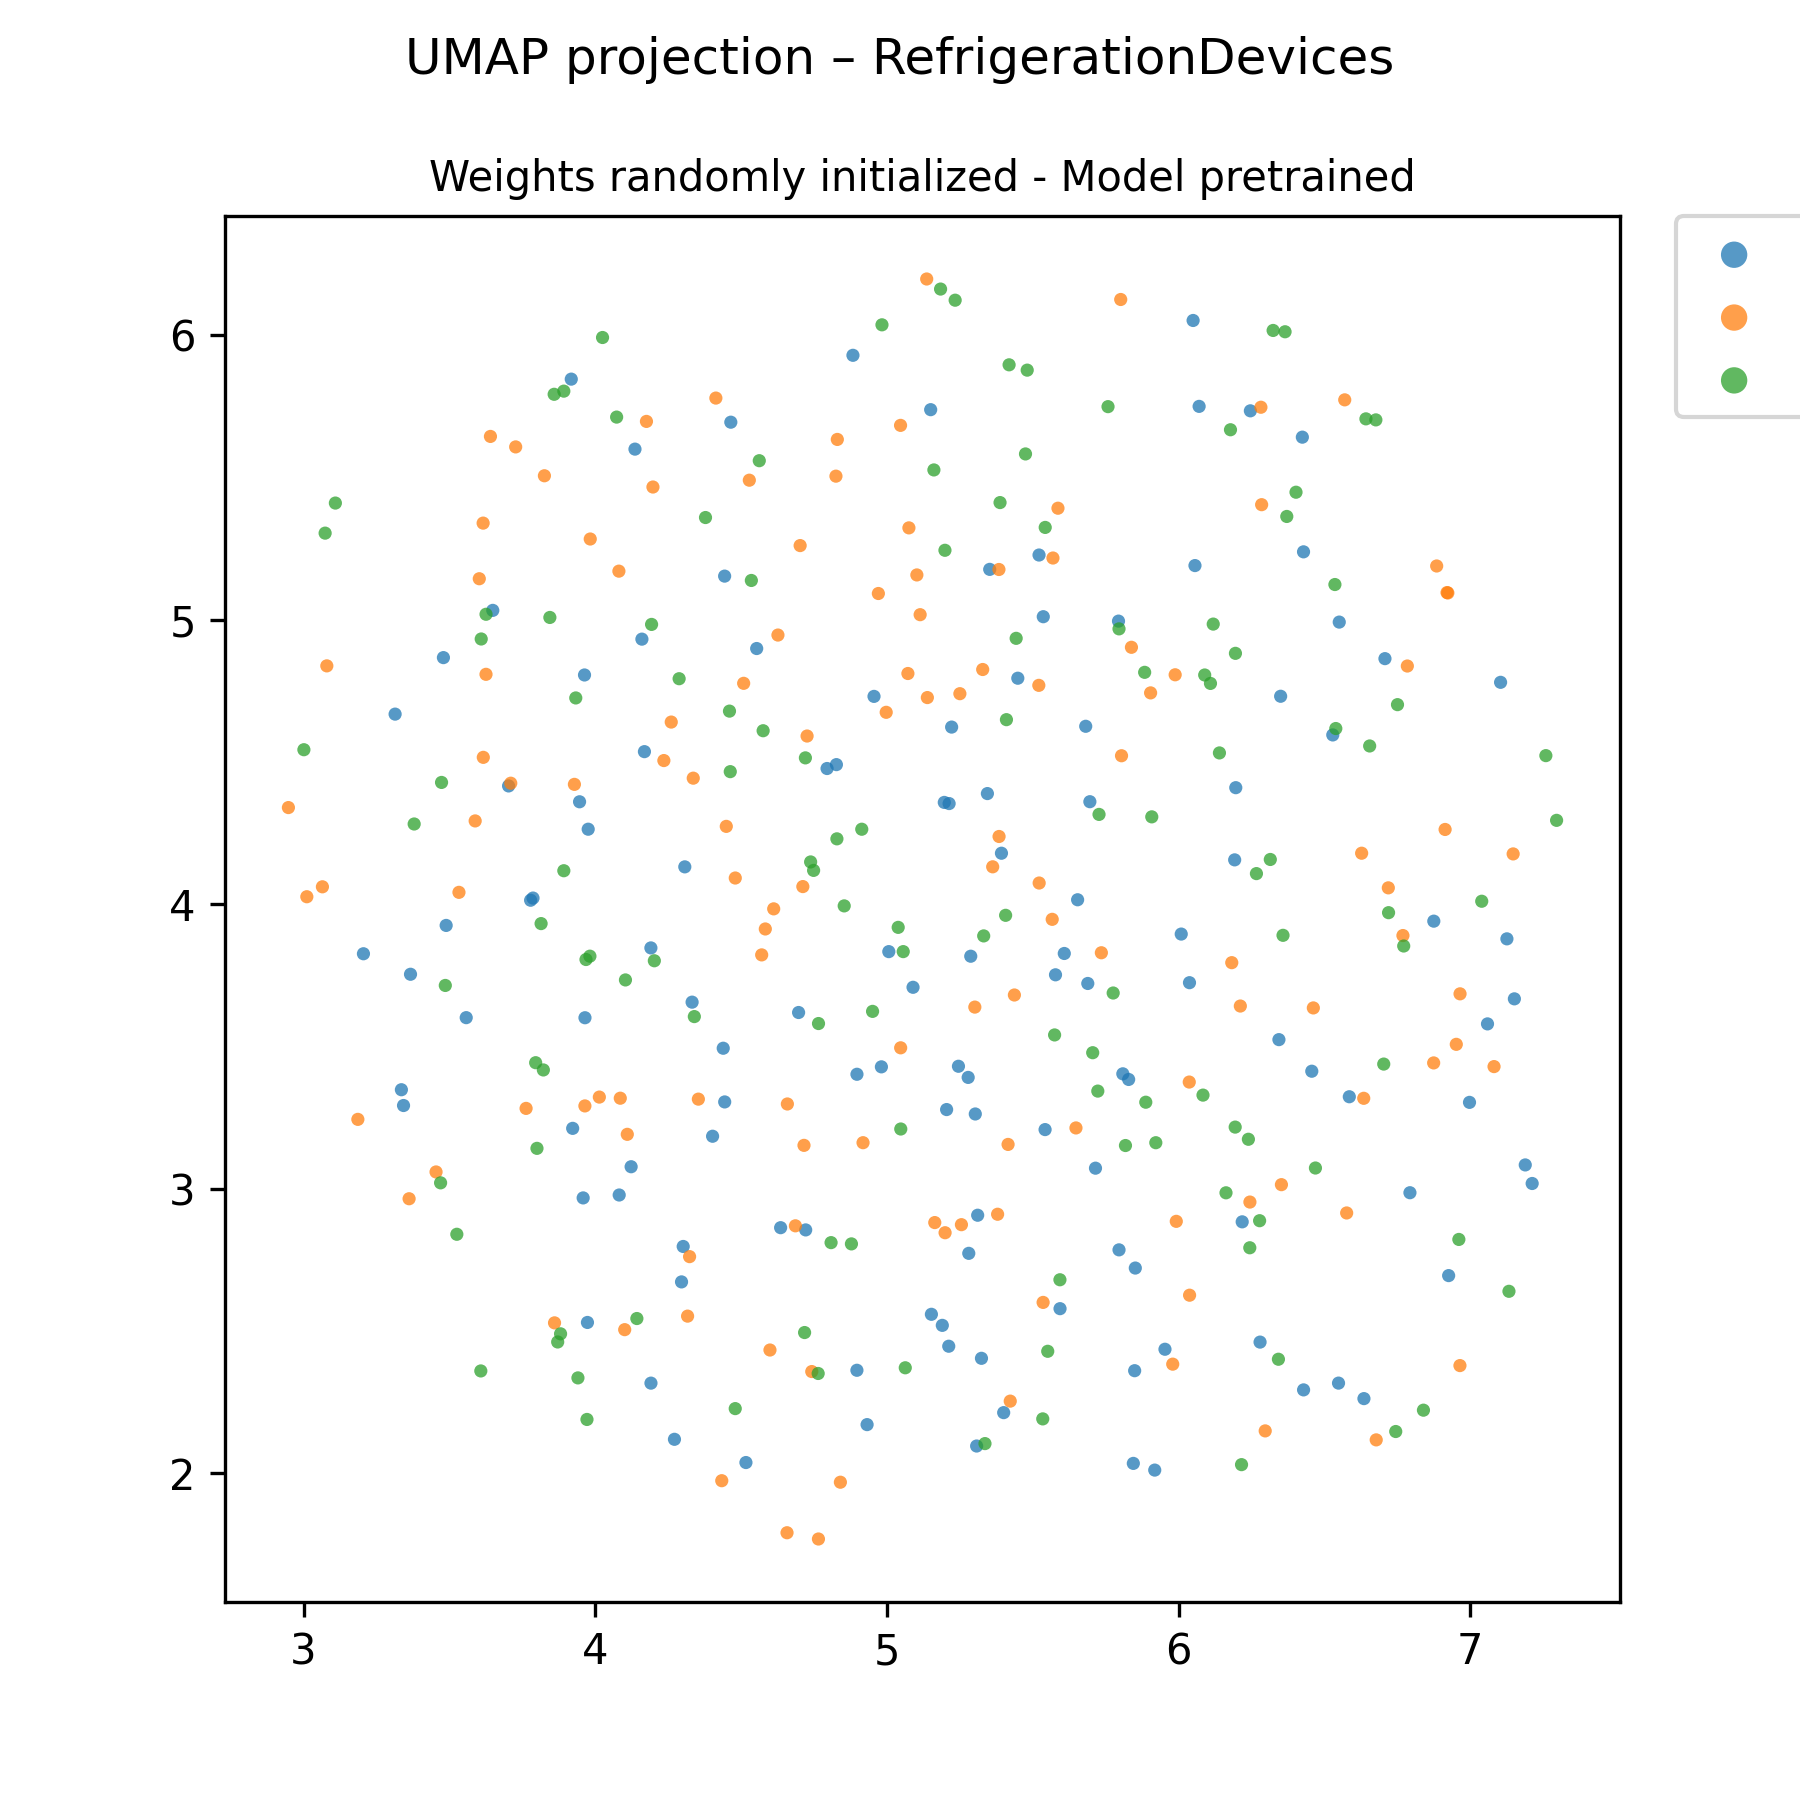 UMAP projection – RefrigerationDevices
Weights randomly initialized - Model pretrained
6
5
4
3
2
3 4 5 6 7